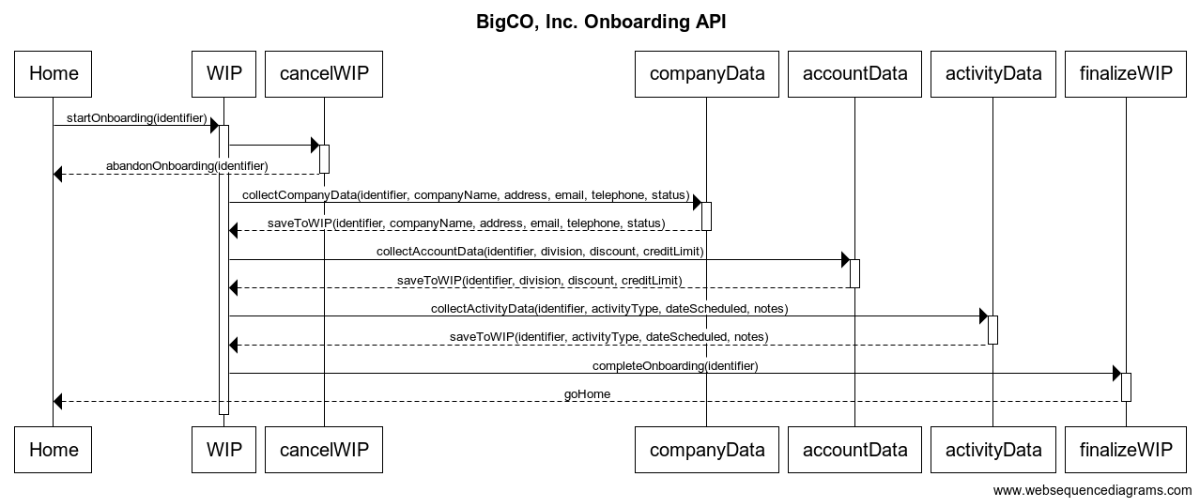 BigCO, Inc. Onboarding API
Home WIP cancelWIP companyData accountData activityData finalizeWIP
startOnboarding(identifier)
abandonOnboarding(identifier)
collectCompanyData(identifier, companyName, address, email, telephone, status)
saveToWIP(identifier, companyName, address, email, telephone, status)
collectAccountData(identifier, division, discount, creditLimit)
saveToWIP(identifier, division, discount, creditLimit)
collectActivityData(identifier, activityType, dateScheduled, notes)
saveToWIP(identifier, activityType, dateScheduled, notes)
completeOnboarding(identifier)
goHome
Home WIP cancelWIP companyData accountData activityData finalizeWIP
www.websequencediagrams.com